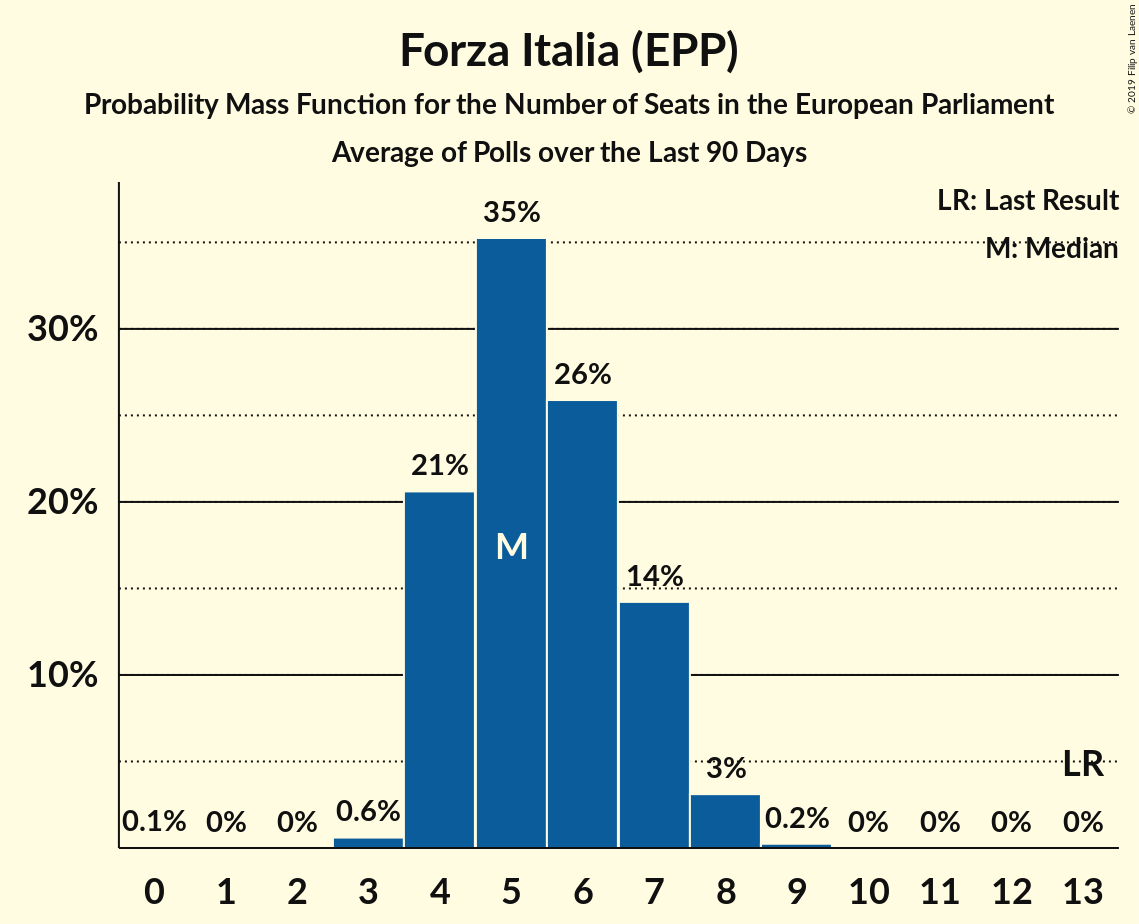 Forza Italia (EPP)
Probability Mass Function for the Number of Seats in the European Parliament
Average of Polls over the Last 90 Days
© 2019 Filip van Laenen
LR: Last Result
M: Median
35%
30%
26%
21%
20%
M
14%
10%
3%
LR
0.1% 0% 0% 0.6% 0.2% 0% 0% 0% 0%
0 1 2 3 4 5 6 7 8 9 10 11 12 13